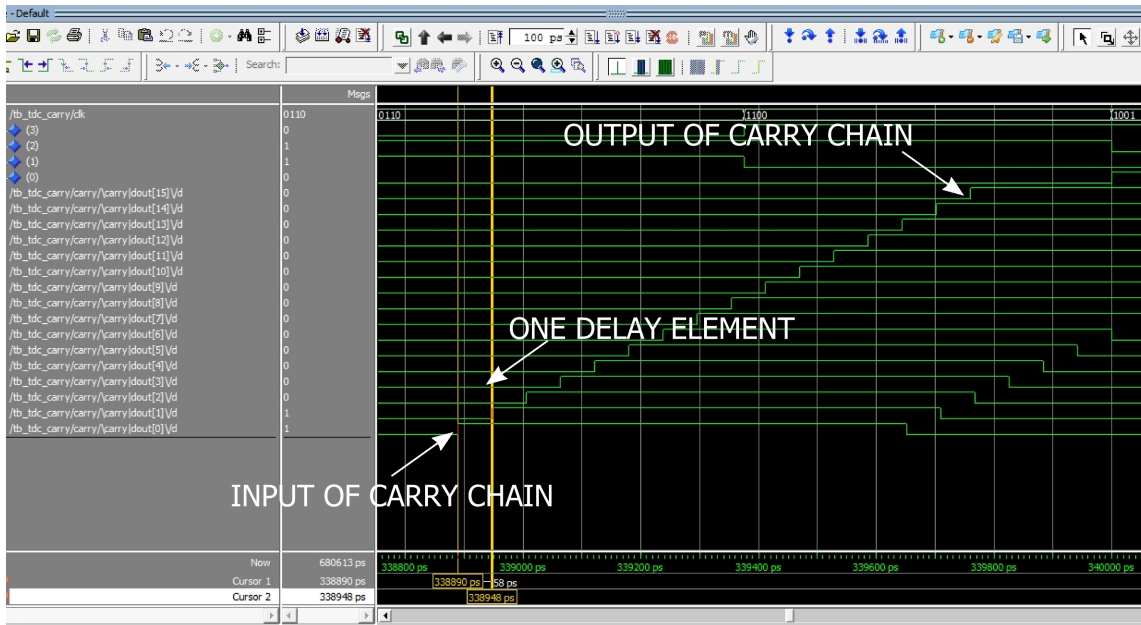 - Default
100 ps
Search:
Msgs
/tb_tdc_carry/clk 0110 0110 1100 1001
(3) 0
(2) 1
(1) 1
(0) 0
/tb_tdc_carry/carry/\carry|dout[15]\/d 0
/tb_tdc_carry/carry/\carry|dout[14]\/d 0
/tb_tdc_carry/carry/\carry|dout[13]\/d 0
/tb_tdc_carry/carry/\carry|dout[12]\/d 0
/tb_tdc_carry/carry/\carry|dout[11]\/d 0
/tb_tdc_carry/carry/\carry|dout[10]\/d 0
/tb_tdc_carry/carry/\carry|dout[9]\/d 0
/tb_tdc_carry/carry/\carry|dout[8]\/d 0
/tb_tdc_carry/carry/\carry|dout[7]\/d 0
/tb_tdc_carry/carry/\carry|dout[6]\/d 0
/tb_tdc_carry/carry/\carry|dout[5]\/d 0
/tb_tdc_carry/carry/\carry|dout[4]\/d 0
/tb_tdc_carry/carry/\carry|dout[3]\/d 0
/tb_tdc_carry/carry/\carry|dout[2]\/d 0
/tb_tdc_carry/carry/\carry|dout[1]\/d 1
/tb_tdc_carry/carry/\carry|dout[0]\/d 1
OUTPUT OF CARRY CHAIN
ONE DELAY ELEMENT
INPUT OF CARRY CHAIN
Now 680613 ps
338800 ps 339000 ps 339200 ps 339400 ps 339600 ps 339800 ps 340000 ps
Cursor 1 338890 ps 338890 ps 58 ps
Cursor 2 338948 ps 338948 ps